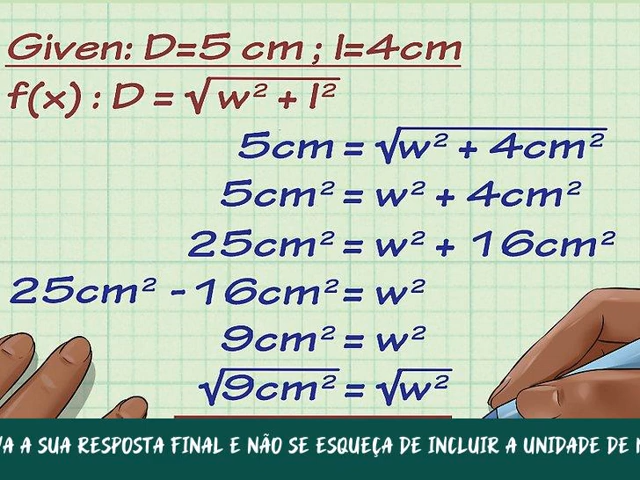 Given: D=5 cm ; l=4cm
f(x) : D = √w² + l²
5cm = √w² + 4cm²
5cm² = w² + 4cm²
25cm² = w² + 16cm²
25cm² - 16cm² = w²
9cm² = w²
√9cm² = √w²
A SUA RESPOSTA FINAL E NÃO SE ESQUEÇA DE INCLUIR A UNIDADE DE